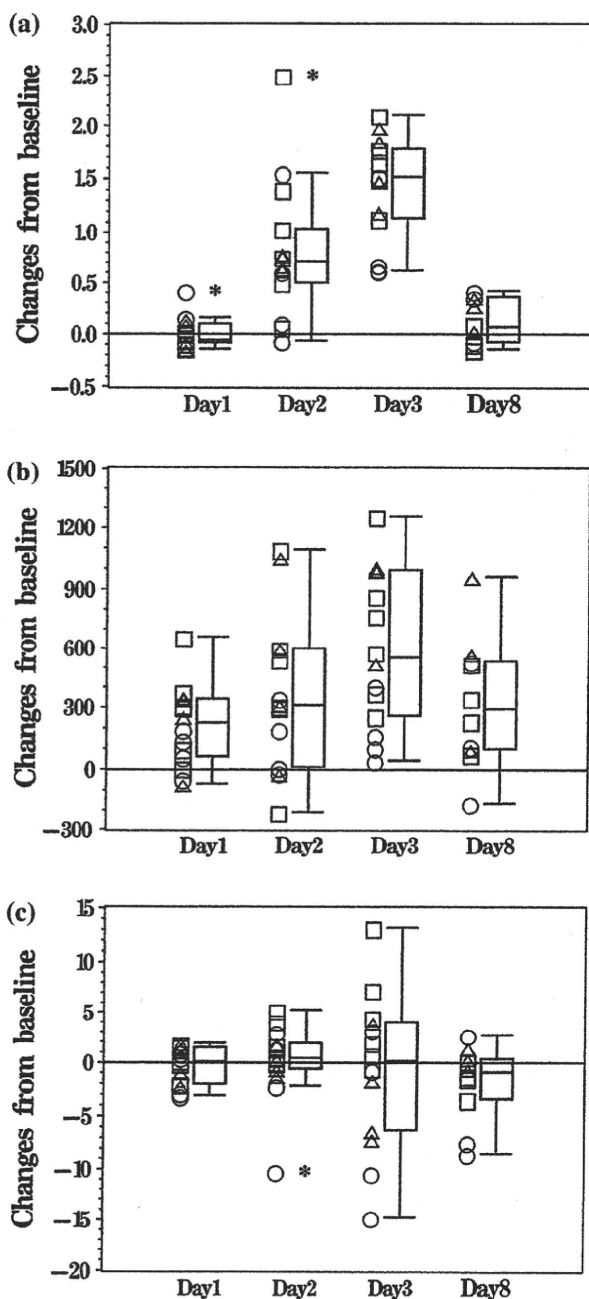 (a)
Changes from baseline
3.0
2.5
2.0
1.5
1.0
0.5
0.0
−0.5
*
*
Day1 Day2 Day3 Day8
(b)
Changes from baseline
1500
1200
900
600
300
0
−300
Day1 Day2 Day3 Day8
(c)
Changes from baseline
15
10
5
0
−5
−10
−15
−20
*
Day1 Day2 Day3 Day8